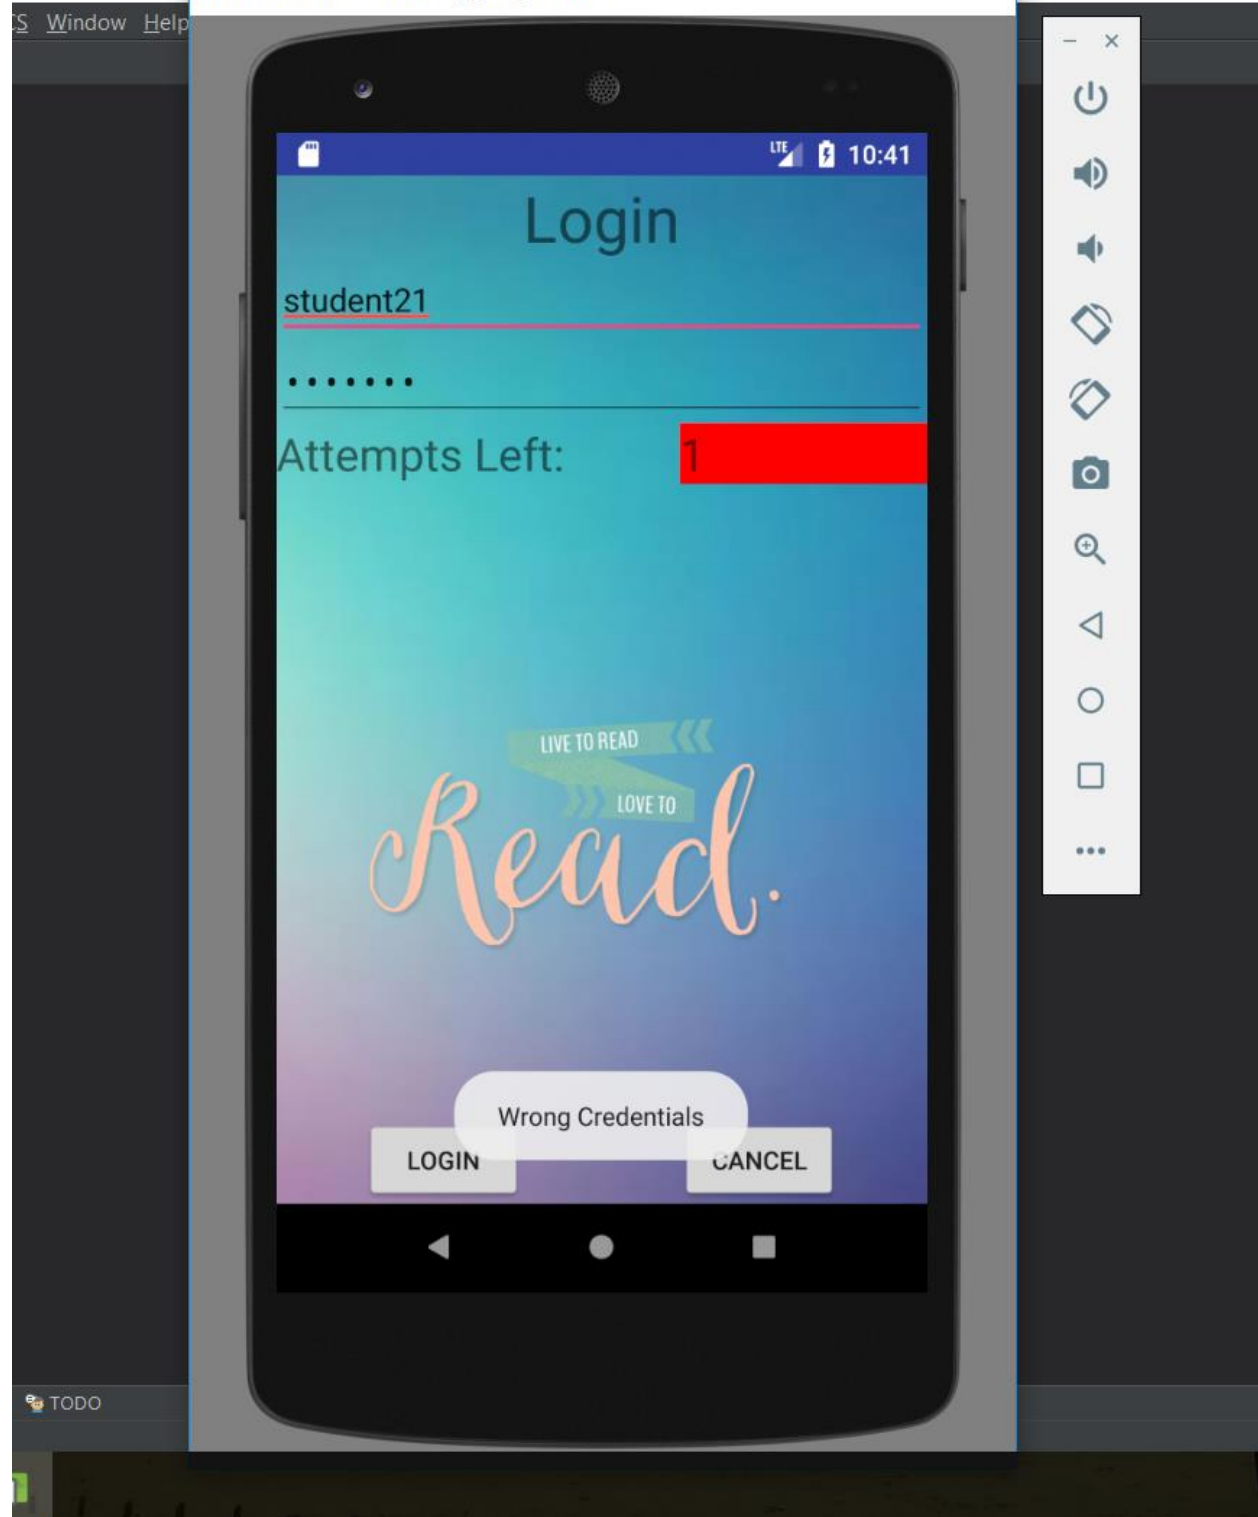 Window Help
LTE 10:41
Login
student21
•••••••
Attempts Left: 1
LIVE TO READ
LOVE TO
Read.
Wrong Credentials
LOGIN CANCEL
TODO